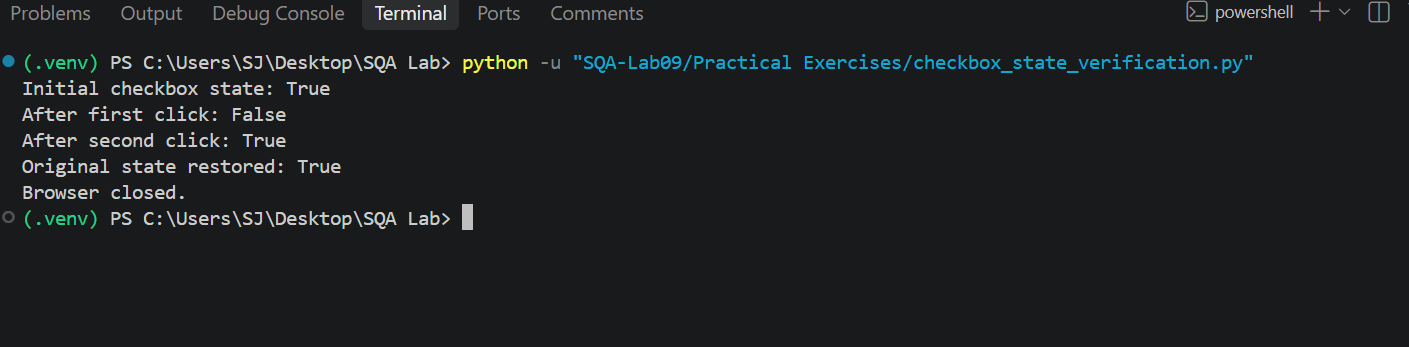 Problems Output Debug Console Terminal Ports Comments powershell
(.venv) PS C:\Users\SJ\Desktop\SQA Lab> python -u "SQA-Lab09/Practical Exercises/checkbox_state_verification.py"
Initial checkbox state: True
After first click: False
After second click: True
Original state restored: True
Browser closed.
(.venv) PS C:\Users\SJ\Desktop\SQA Lab>